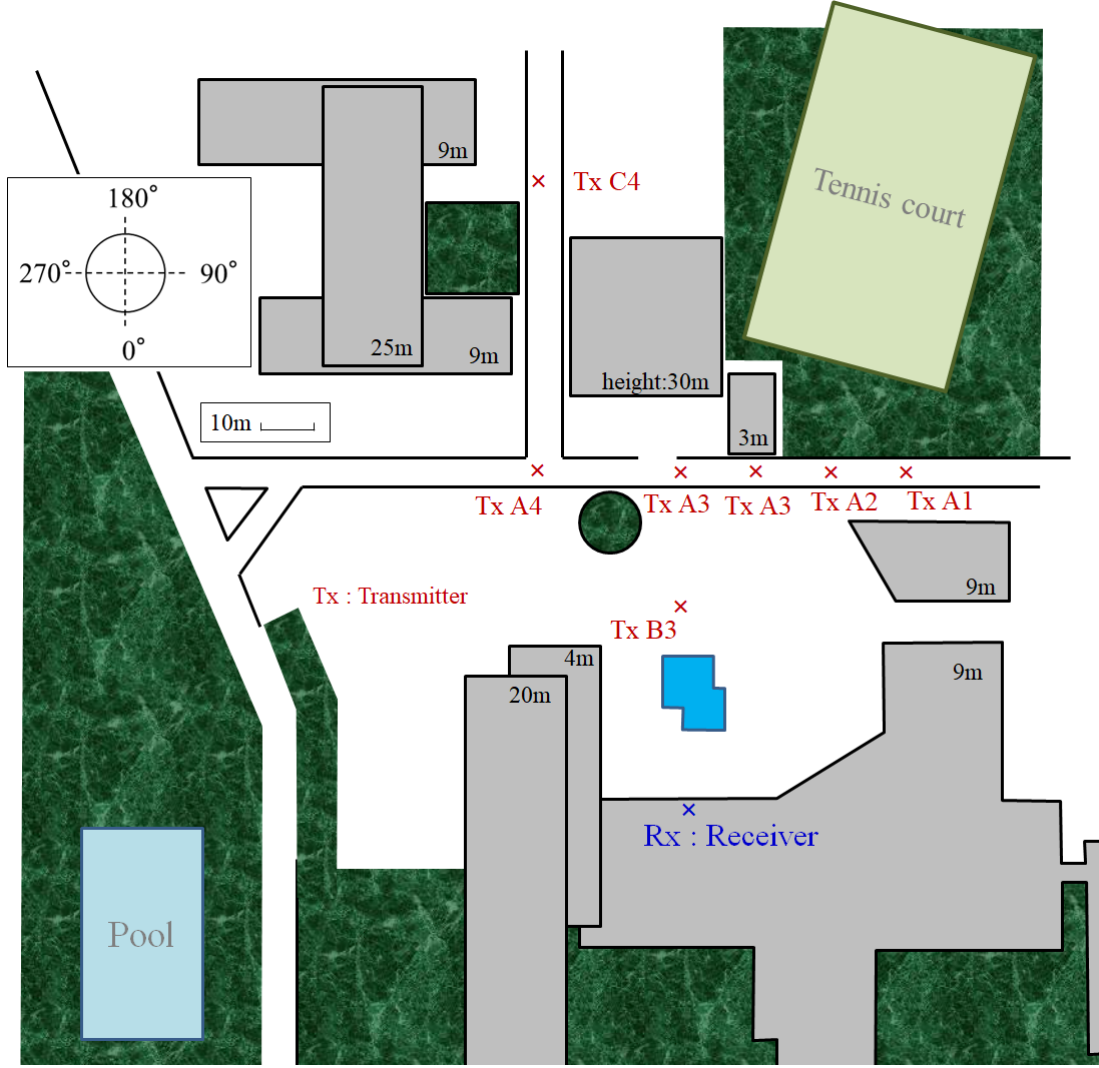 9m
Tx C4
180°
Tennis court
270°
90°
0°
25m
9m
height:30m
10m
3m
Tx A4
Tx A3
Tx A3
Tx A2
Tx A1
9m
Tx : Transmitter
Tx B3
4m
20m
9m
Rx : Receiver
Pool